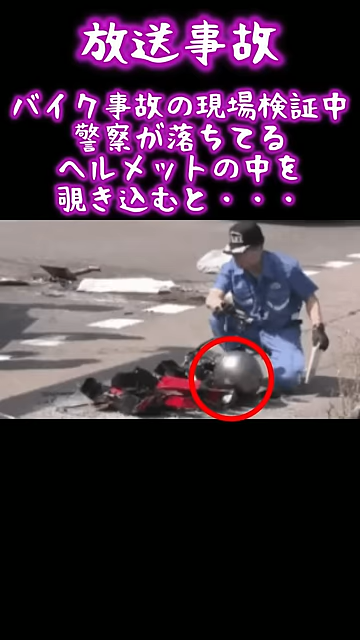 放送事故
バイク事故の現場検証中
警察が落ちてる
ヘルメットの中を
覗き込むと・・・